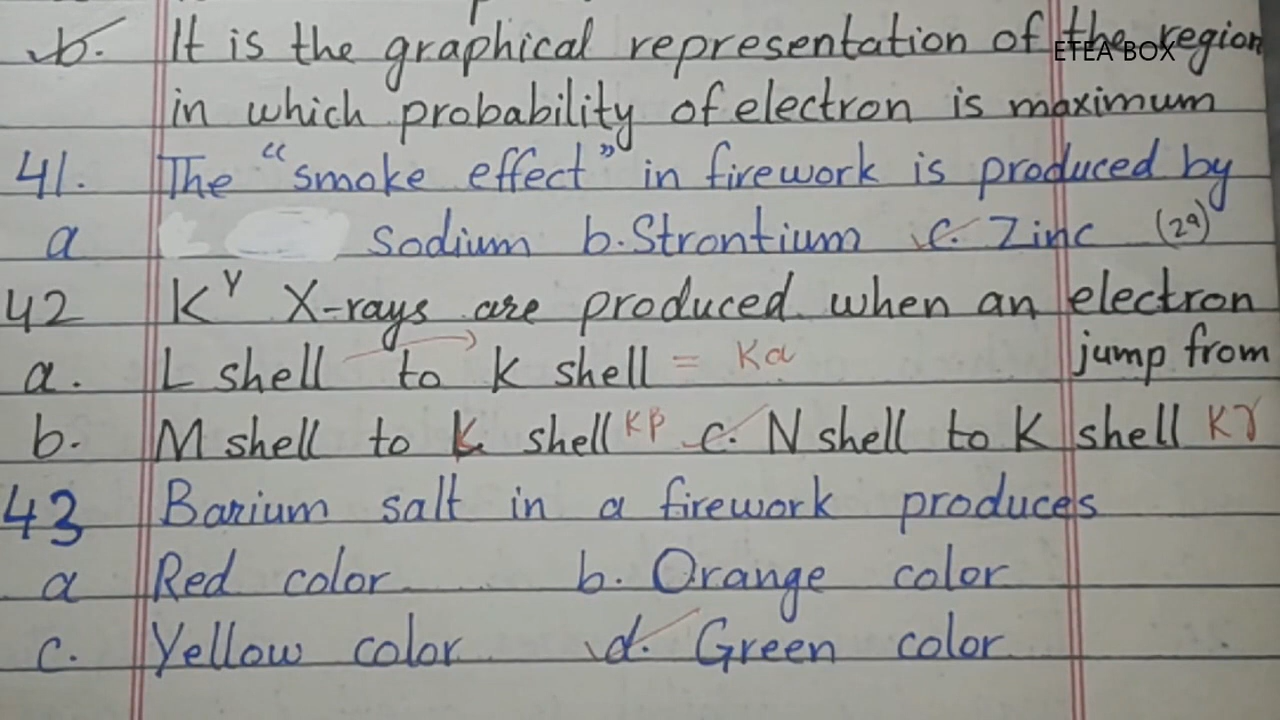 b. It is the graphical representation of the region
ETEA BOX
in which probability of electron is maximum
41. The "smoke effect" in firework is produced by
a sodium b. Strontium c. Zinc (29)
42 Kγ X-rays are produced when an electron
jump from
a. L shell to K shell = Kα
b. M shell to K shell Kβ c. N shell to K shell Kγ
43 Barium salt in a firework produces
a Red color b. Orange color
c. Yellow color d. Green color